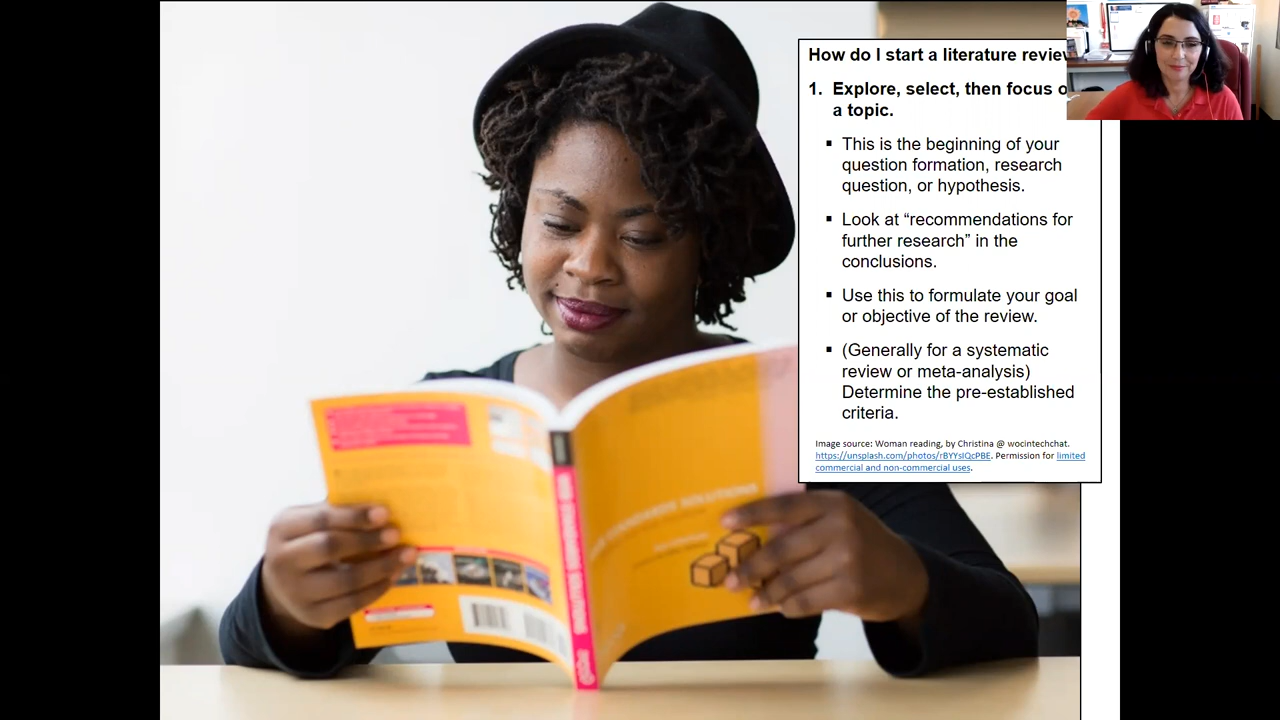 How do I start a literature review
1. Explore, select, then focus o
a topic.
▪ This is the beginning of your
question formation, research
question, or hypothesis.
▪ Look at “recommendations for
further research” in the
conclusions.
▪ Use this to formulate your goal
or objective of the review.
▪ (Generally for a systematic
review or meta-analysis)
Determine the pre-established
criteria.
Image source: Woman reading, by Christina @ wocintechchat.
https://unsplash.com/photos/rBYYsIQcPBE. Permission for limited
commercial and non-commercial uses.
STANDARDS SOLUTIONS